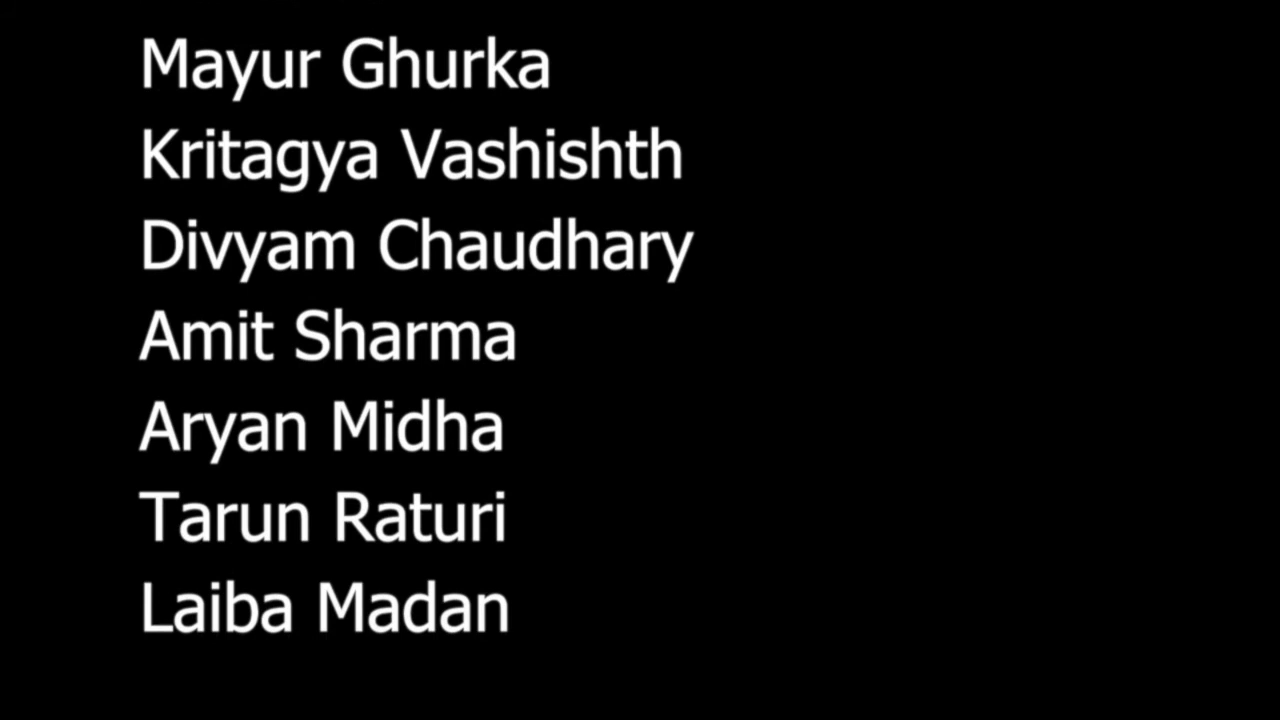 Mayur Ghurka
Kritagya Vashishth
Divyam Chaudhary
Amit Sharma
Aryan Midha
Tarun Raturi
Laiba Madan